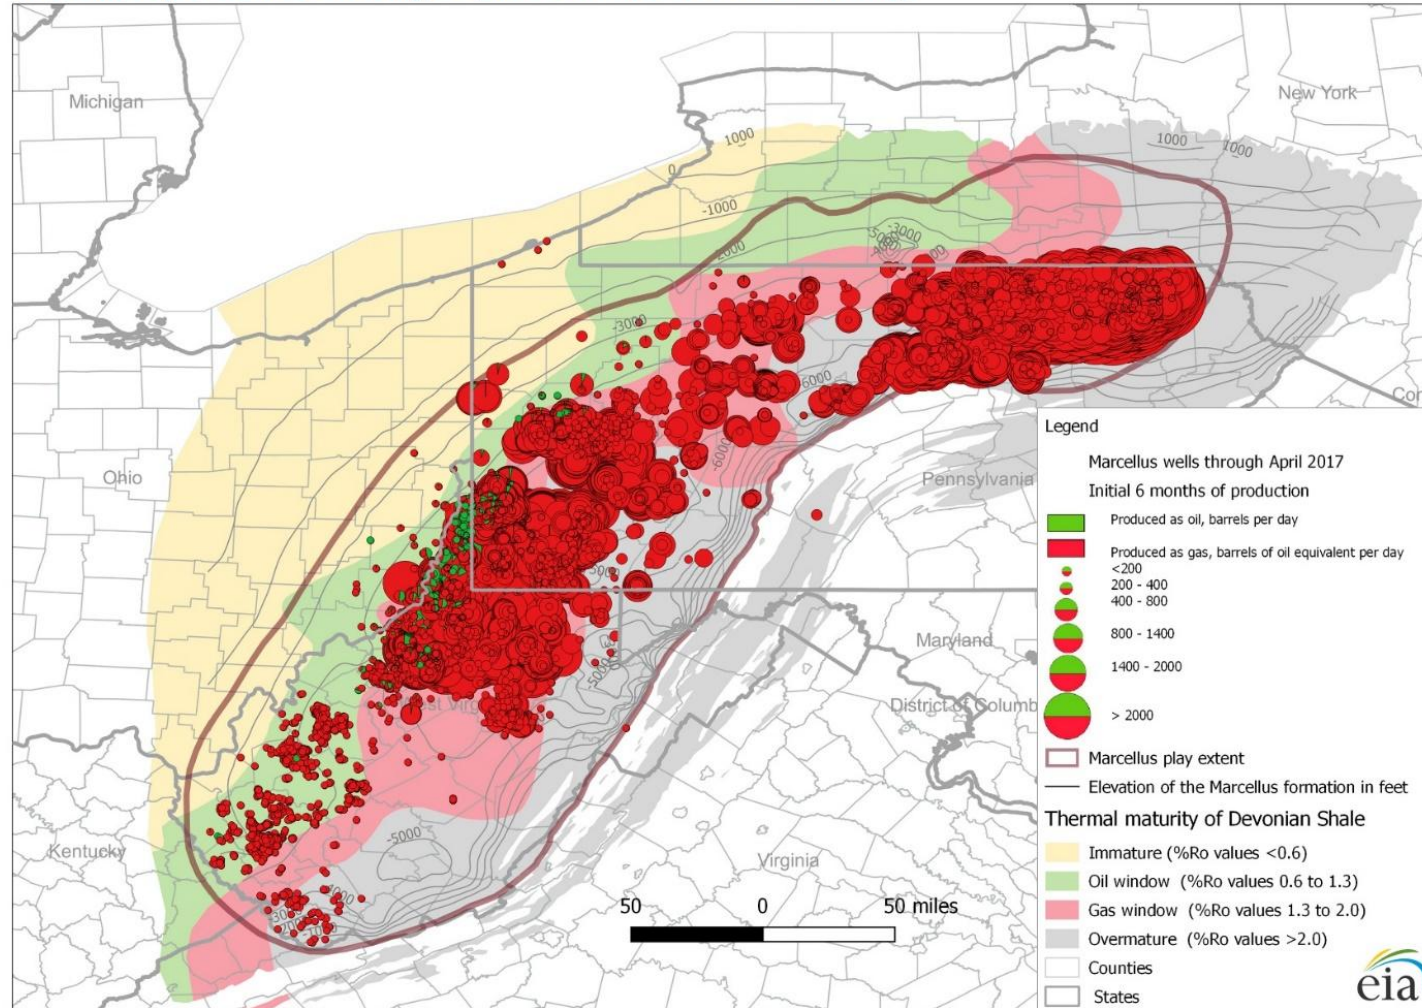 Michigan
New York
1000
1000
1000
0
-1000
-3000
2000
-3000
6000
-6000
Ohio
Pennsylvania
-5000
Maryland
-5000
District of Columb
-5000
Kentucky
Virginia
50 0 50 miles
Legend
Marcellus wells through April 2017
Initial 6 months of production
Produced as oil, barrels per day
Produced as gas, barrels of oil equivalent per day
<200
200 - 400
400 - 800
800 - 1400
1400 - 2000
> 2000
Marcellus play extent
Elevation of the Marcellus formation in feet
Thermal maturity of Devonian Shale
Immature (%Ro values <0.6)
Oil window (%Ro values 0.6 to 1.3)
Gas window (%Ro values 1.3 to 2.0)
Overmature (%Ro values >2.0)
Counties
States
eia